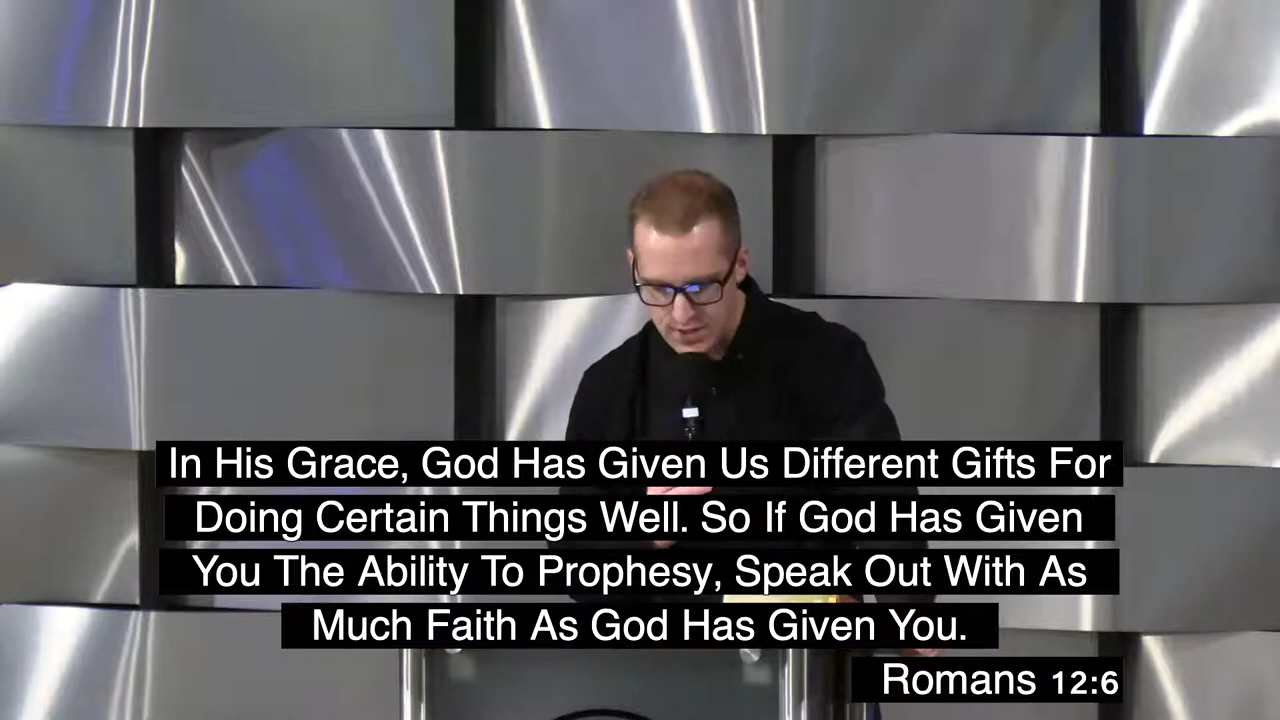 In His Grace, God Has Given Us Different Gifts For
Doing Certain Things Well. So If God Has Given
You The Ability To Prophesy, Speak Out With As
Much Faith As God Has Given You.
Romans 12:6